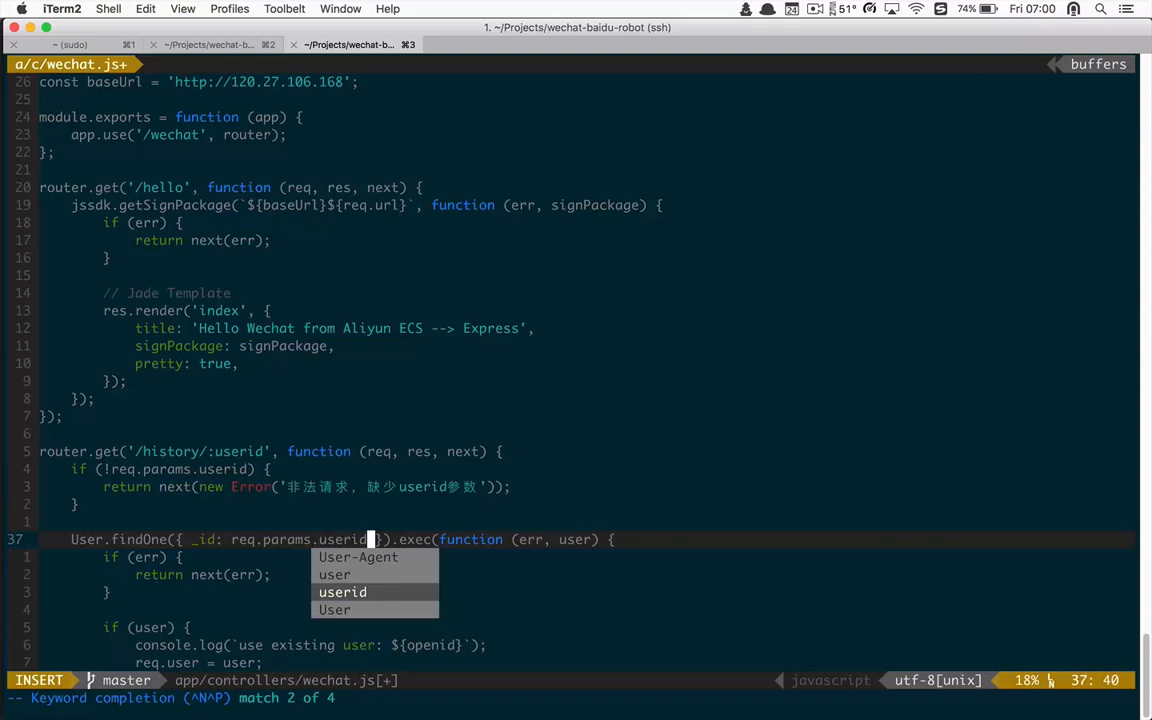 iTerm2 Shell Edit View Profiles Toolbelt Window Help 24 51° 74% Fri 07:00
1. ~/Projects/wechat-baidu-robot (ssh)
~ (sudo) ⌘1 ~/Projects/wechat-b... ⌘2 ~/Projects/wechat-b... ⌘3
a/c/wechat.js+ buffers
26 const baseUrl = 'http://120.27.106.168';
25
24 module.exports = function (app) {
23 app.use('/wechat', router);
22 };
21
20 router.get('/hello', function (req, res, next) {
19 jssdk.getSignPackage(`${baseUrl}${req.url}`, function (err, signPackage) {
18 if (err) {
17 return next(err);
16 }
15
14 // Jade Template
13 res.render('index', {
12 title: 'Hello Wechat from Aliyun ECS --> Express',
11 signPackage: signPackage,
10 pretty: true,
9 });
8 });
7 });
6
5 router.get('/history/:userid', function (req, res, next) {
4 if (!req.params.userid) {
3 return next(new Error('非法请求, 缺少userid参数'));
2 }
1
37 User.findOne({ _id: req.params.userid }).exec(function (err, user) {
1 if (err) { User-Agent
2 return next(err); user
3 } userid
4 User
5 if (user) {
6 console.log(`use existing user: ${openid}`);
7 req.user = user;
INSERT master app/controllers/wechat.js[+] javascript utf-8[unix] 18% 37: 40
-- Keyword completion (^N^P) match 2 of 4